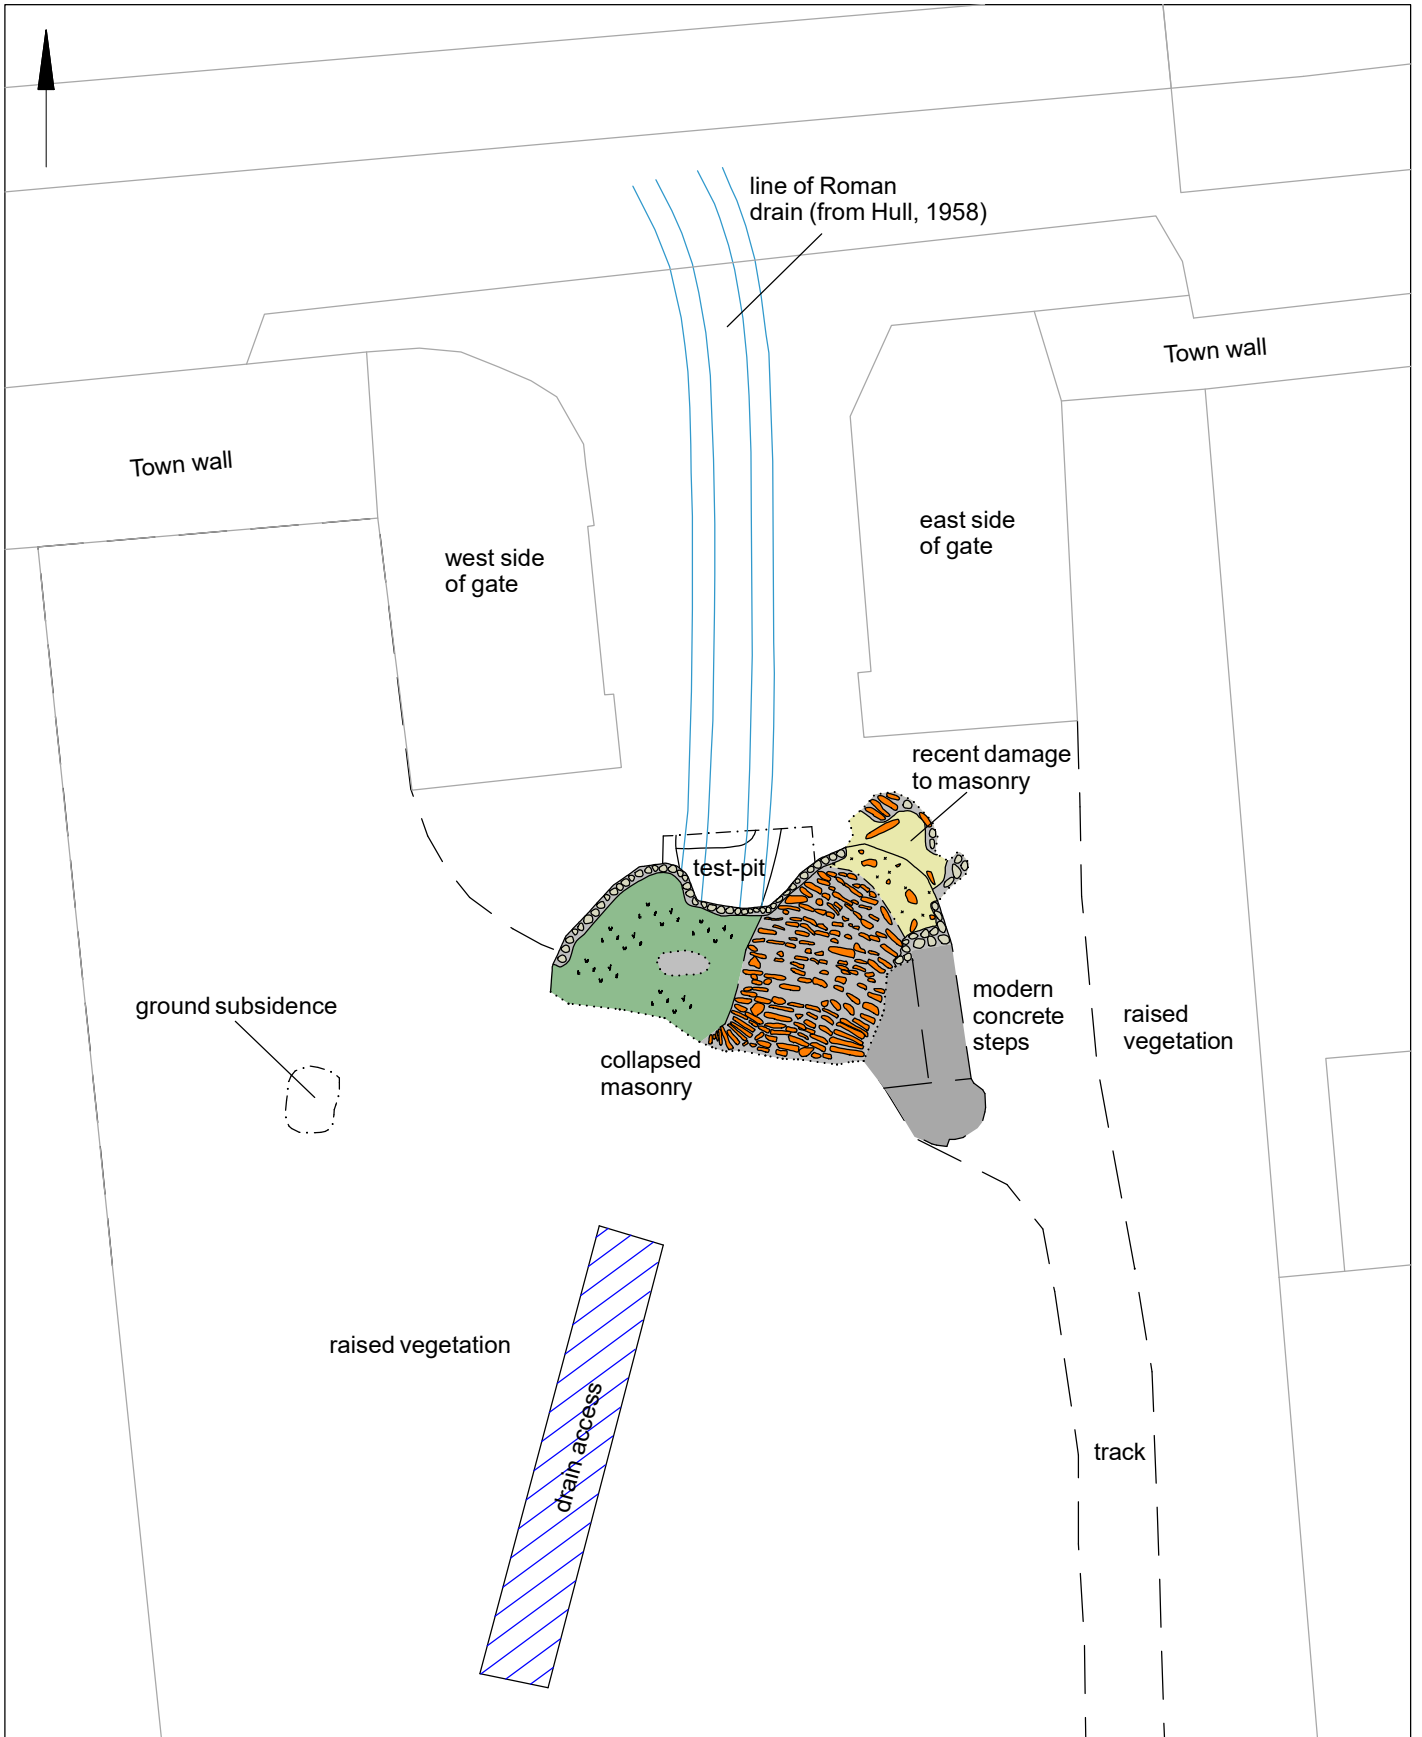 line of Roman
drain (from Hull, 1958)
Town wall
Town wall
east side
of gate
west side
of gate
recent damage
to masonry
test-pit
ground subsidence
modern
concrete
steps
raised
vegetation
collapsed
masonry
raised vegetation
drain access
track